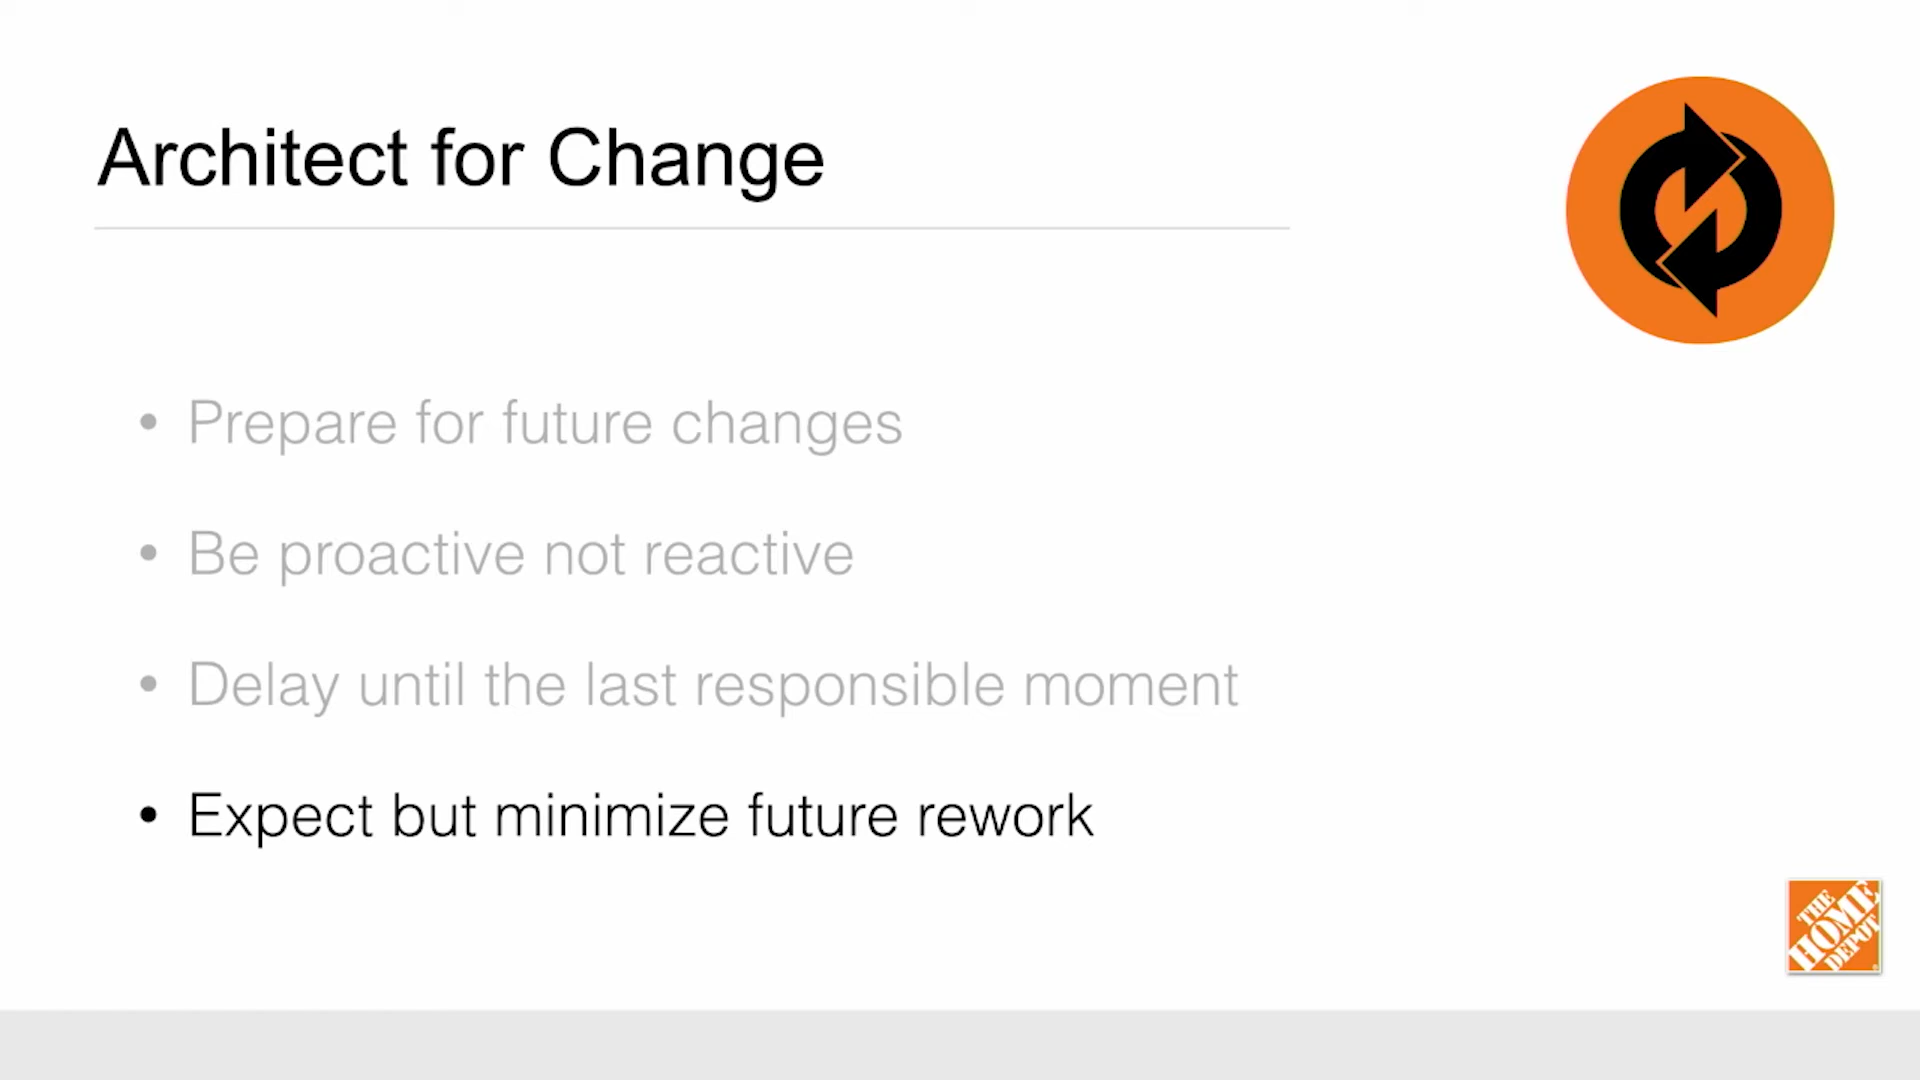 Architect for Change
• Prepare for future changes
• Be proactive not reactive
• Delay until the last responsible moment
• Expect but minimize future rework
THE
HOME
DEPOT